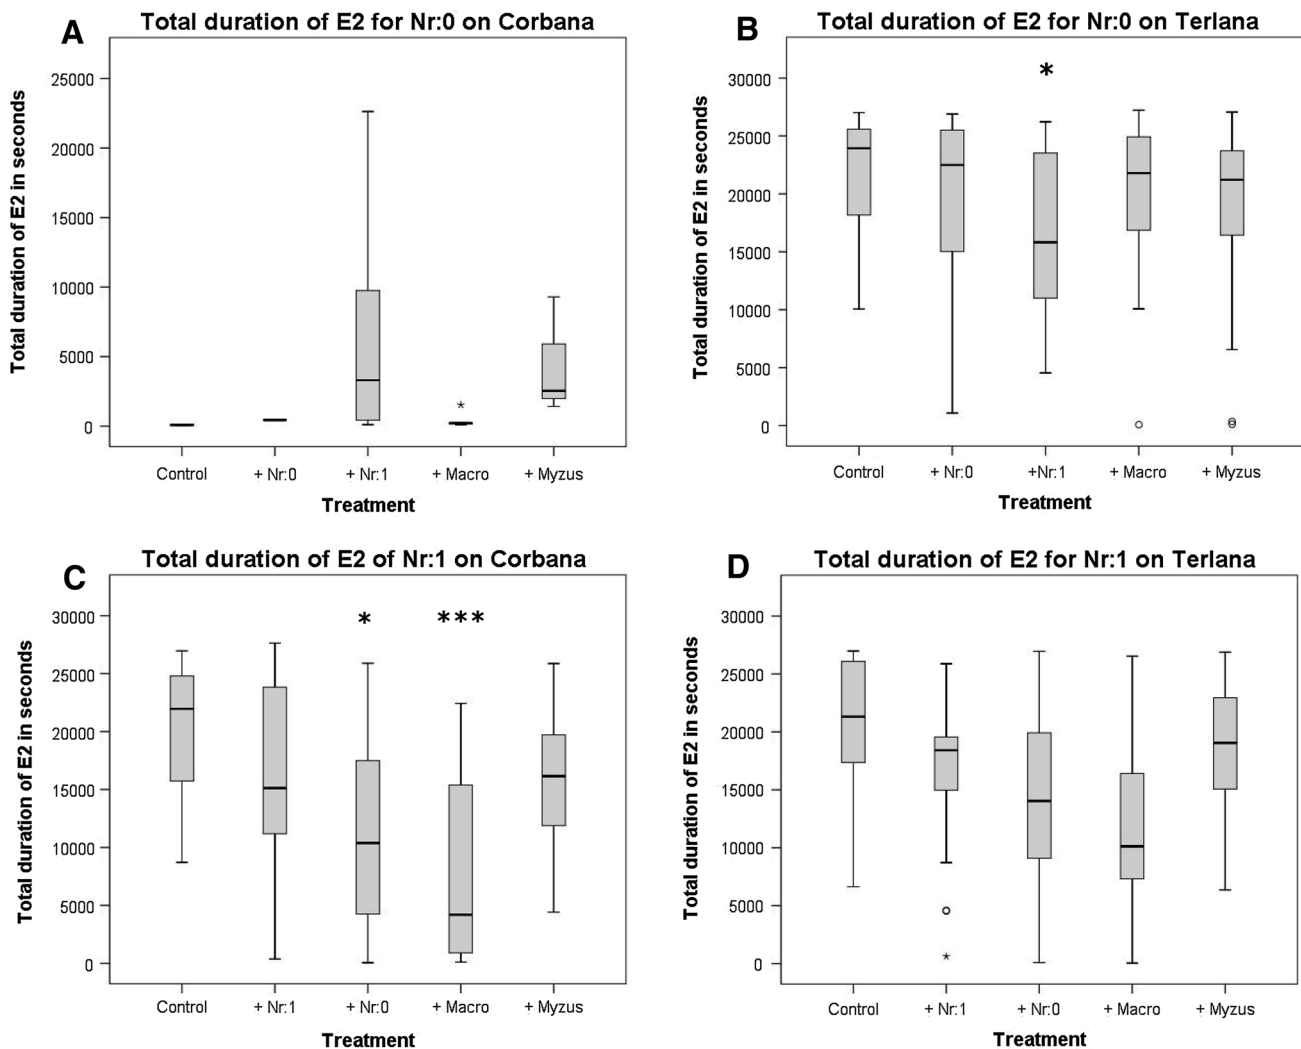 A
Total duration of E2 for Nr:0 on Corbana
Total duration of E2 in seconds
25000
20000
15000
10000
5000
0
Control + Nr:0 + Nr:1 + Macro + Myzus
*
Treatment
B
Total duration of E2 for Nr:0 on Terlana
Total duration of E2 in seconds
*
30000
25000
20000
15000
10000
5000
0
Control + Nr:0 +Nr:1 + Macro + Myzus
Treatment
C
Total duration of E2 of Nr:1 on Corbana
Total duration of E2 in seconds
* ***
30000
25000
20000
15000
10000
5000
0
Control + Nr:1 + Nr:0 + Macro + Myzus
Treatment
D
Total duration of E2 for Nr:1 on Terlana
Total duration of E2 in seconds
30000
25000
20000
15000
10000
5000
0
*
Control + Nr:1 + Nr:0 + Macro + Myzus
Treatment